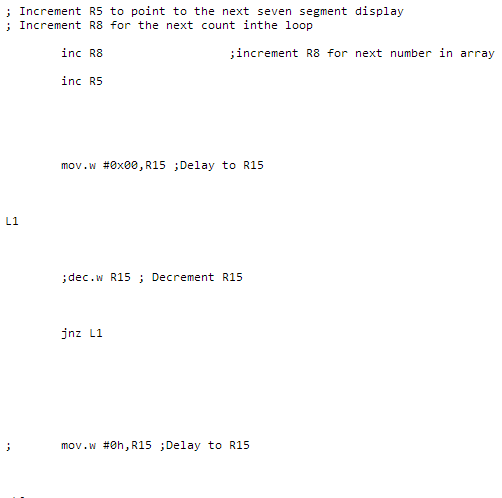 ; Increment R5 to point to the next seven segment display
; Increment R8 for the next count inthe loop
inc R8 ;increment R8 for next number in array
inc R5
mov.w #0x00,R15 ;Delay to R15
L1
;dec.w R15 ; Decrement R15
jnz L1
; mov.w #0h,R15 ;Delay to R15